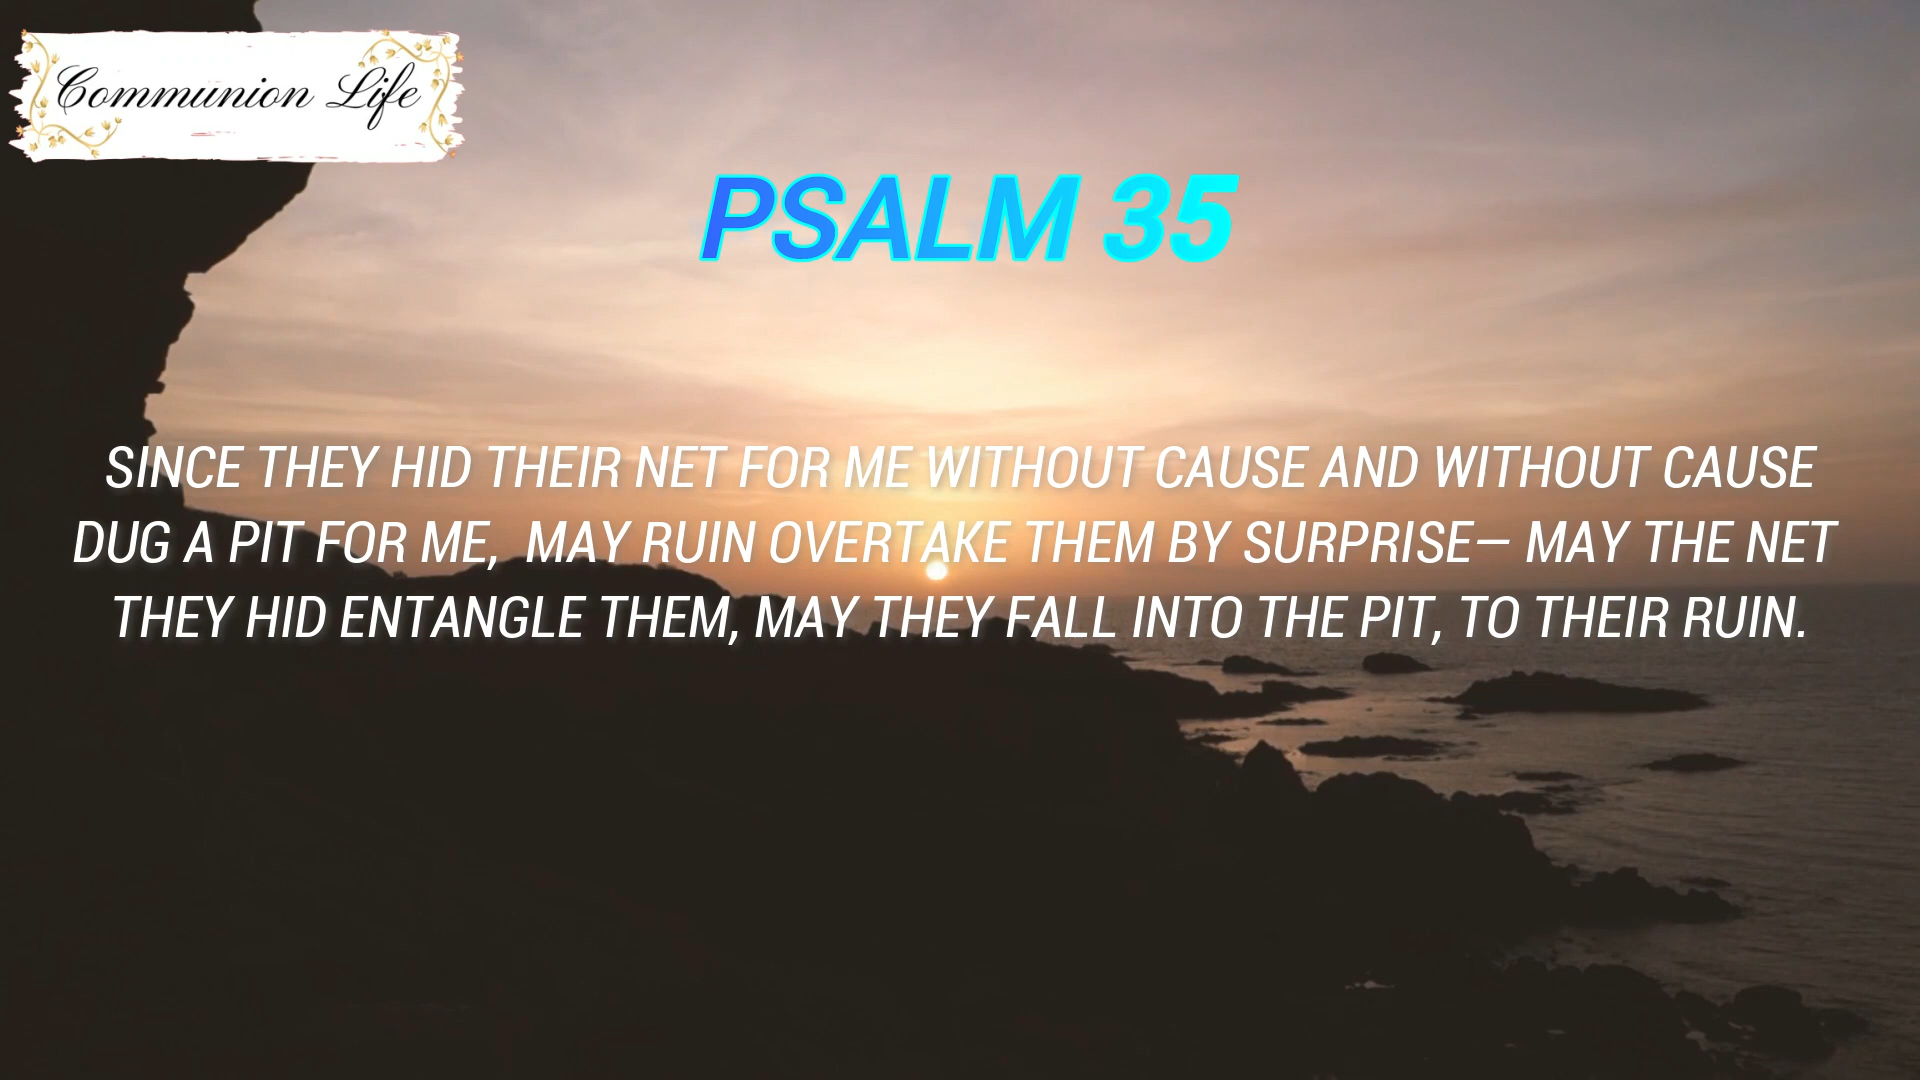 Communion Life
PSALM 35
SINCE THEY HID THEIR NET FOR ME WITHOUT CAUSE AND WITHOUT CAUSE
DUG A PIT FOR ME,  MAY RUIN OVERTAKE THEM BY SURPRISE— MAY THE NET
THEY HID ENTANGLE THEM, MAY THEY FALL INTO THE PIT, TO THEIR RUIN.